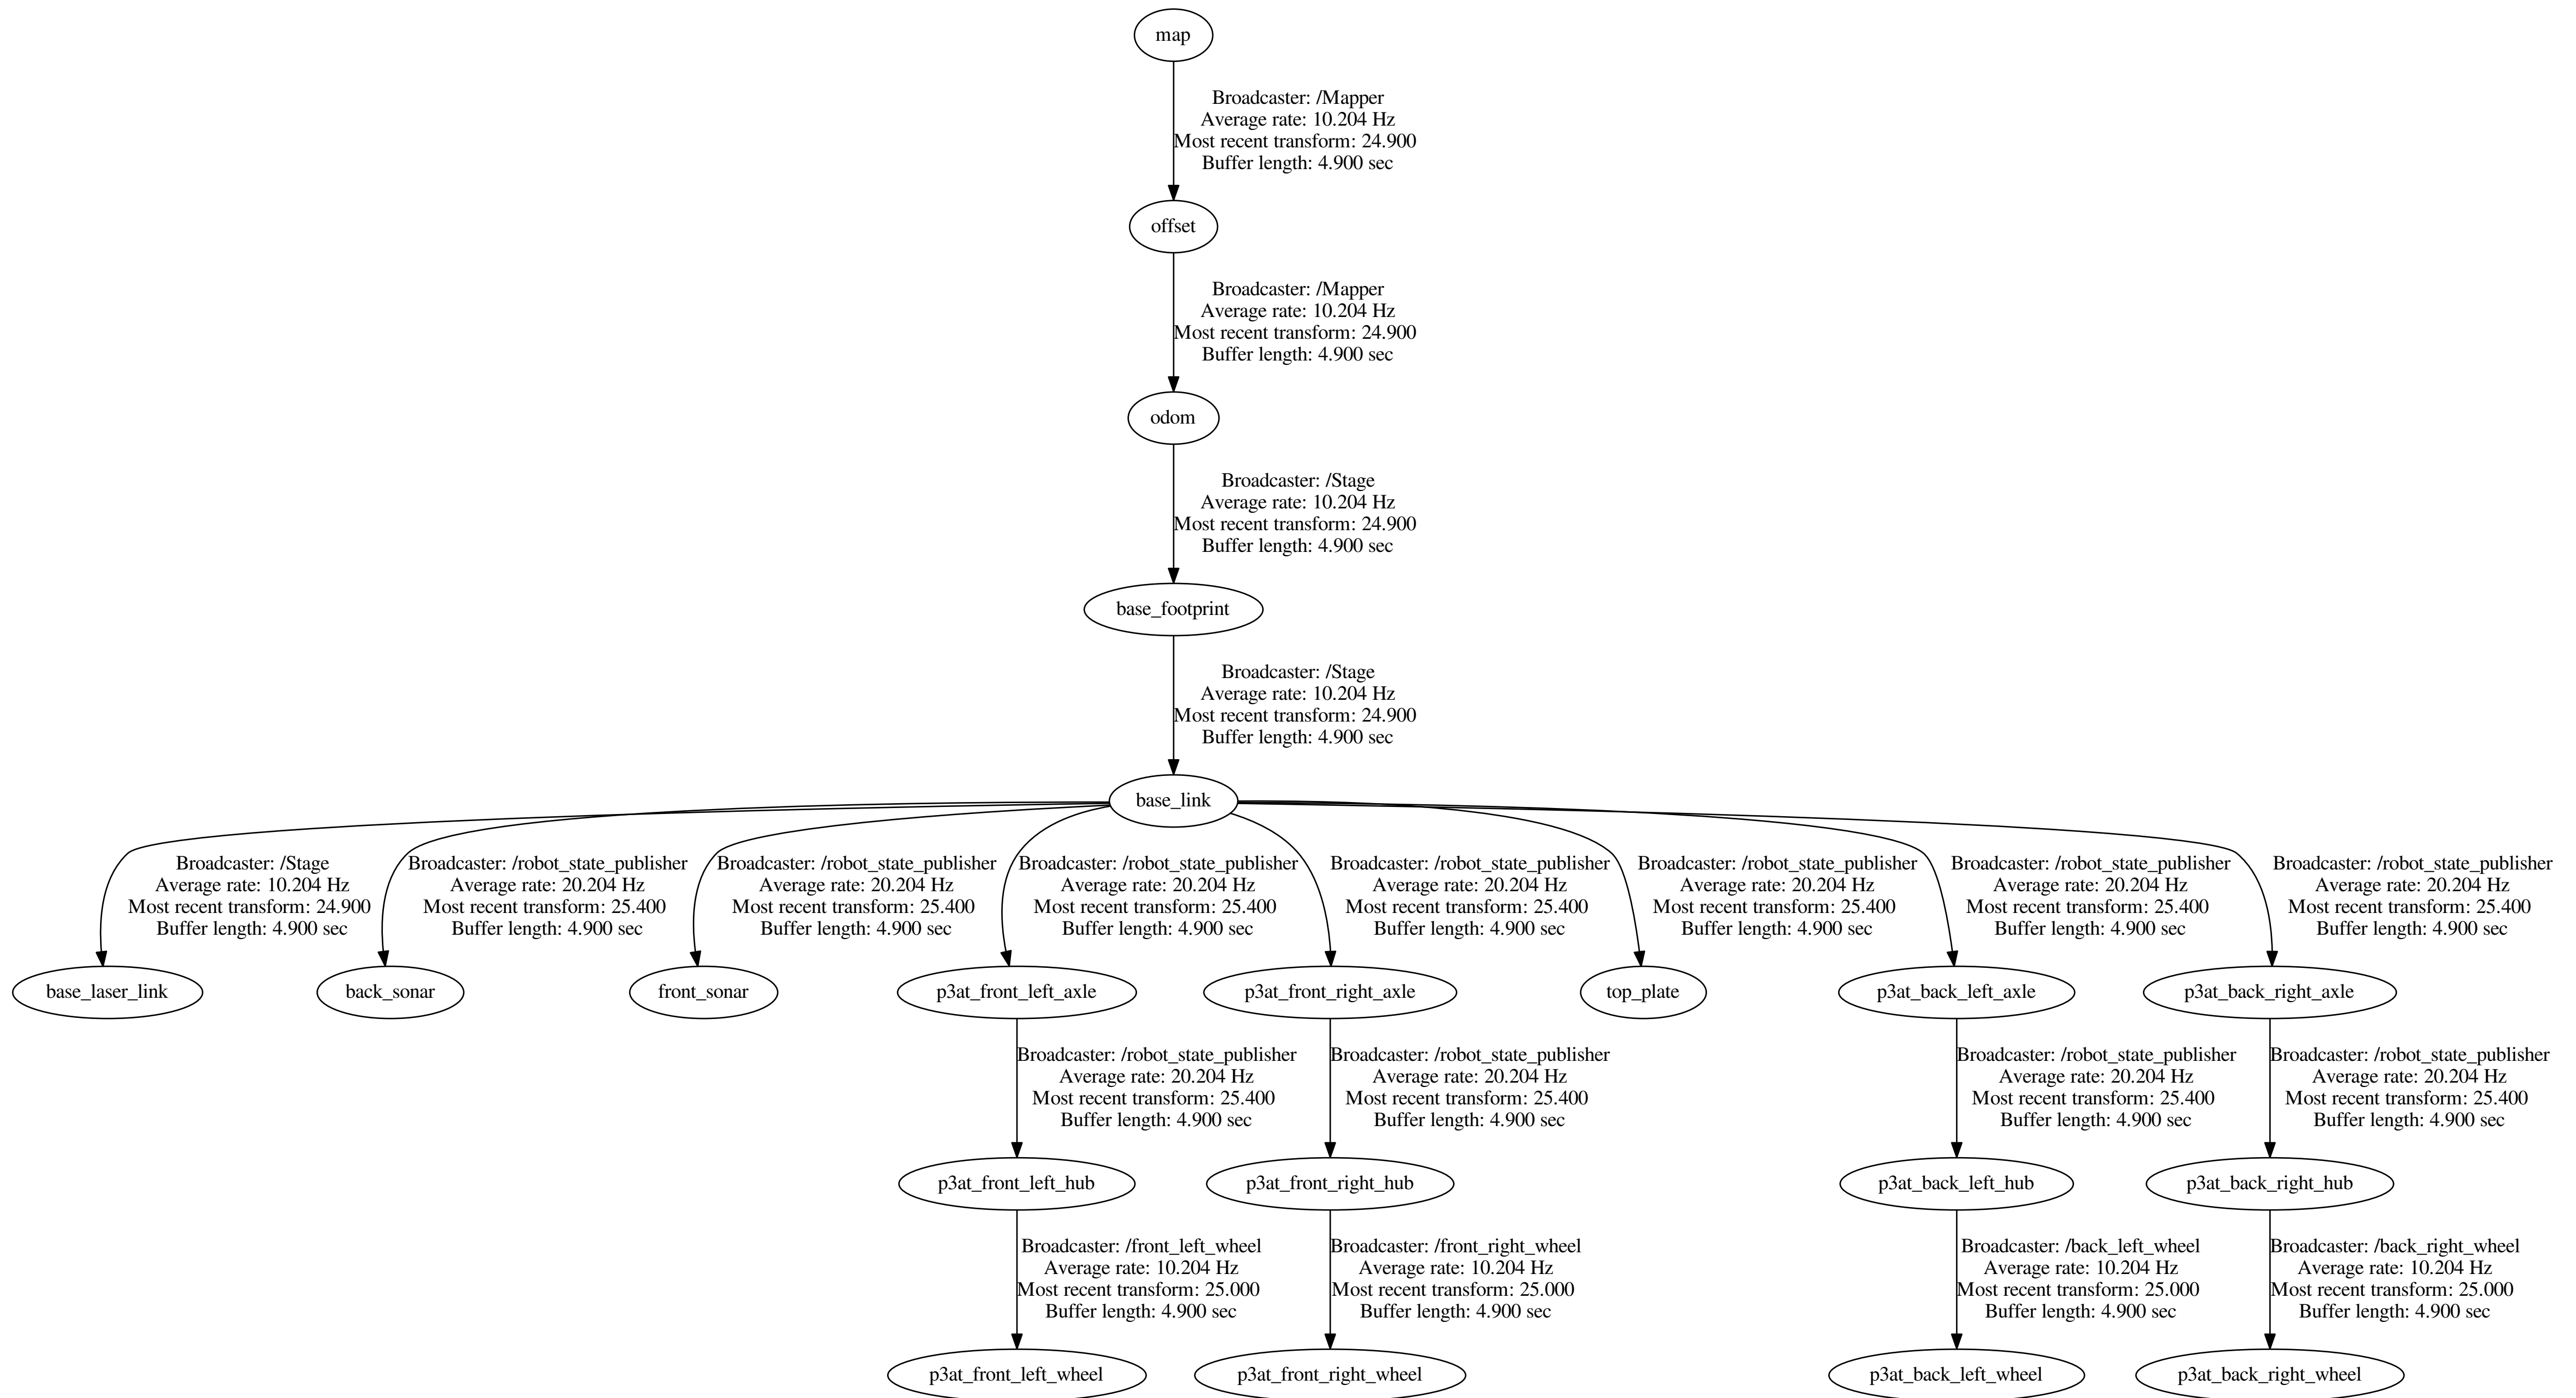 map
Broadcaster: /Mapper
Average rate: 10.204 Hz
Most recent transform: 24.900
Buffer length: 4.900 sec
offset
Broadcaster: /Mapper
Average rate: 10.204 Hz
Most recent transform: 24.900
Buffer length: 4.900 sec
odom
Broadcaster: /Stage
Average rate: 10.204 Hz
Most recent transform: 24.900
Buffer length: 4.900 sec
base_footprint
Broadcaster: /Stage
Average rate: 10.204 Hz
Most recent transform: 24.900
Buffer length: 4.900 sec
base_link
Broadcaster: /Stage
Average rate: 10.204 Hz
Most recent transform: 24.900
Buffer length: 4.900 sec
Broadcaster: /robot_state_publisher
Average rate: 20.204 Hz
Most recent transform: 25.400
Buffer length: 4.900 sec
Broadcaster: /robot_state_publisher
Average rate: 20.204 Hz
Most recent transform: 25.400
Buffer length: 4.900 sec
Broadcaster: /robot_state_publisher
Average rate: 20.204 Hz
Most recent transform: 25.400
Buffer length: 4.900 sec
Broadcaster: /robot_state_publisher
Average rate: 20.204 Hz
Most recent transform: 25.400
Buffer length: 4.900 sec
Broadcaster: /robot_state_publisher
Average rate: 20.204 Hz
Most recent transform: 25.400
Buffer length: 4.900 sec
Broadcaster: /robot_state_publisher
Average rate: 20.204 Hz
Most recent transform: 25.400
Buffer length: 4.900 sec
Broadcaster: /robot_state_publisher
Average rate: 20.204 Hz
Most recent transform: 25.400
Buffer length: 4.900 sec
base_laser_link
back_sonar
front_sonar
p3at_front_left_axle
p3at_front_right_axle
top_plate
p3at_back_left_axle
p3at_back_right_axle
Broadcaster: /robot_state_publisher
Average rate: 20.204 Hz
Most recent transform: 25.400
Buffer length: 4.900 sec
Broadcaster: /robot_state_publisher
Average rate: 20.204 Hz
Most recent transform: 25.400
Buffer length: 4.900 sec
Broadcaster: /robot_state_publisher
Average rate: 20.204 Hz
Most recent transform: 25.400
Buffer length: 4.900 sec
Broadcaster: /robot_state_publisher
Average rate: 20.204 Hz
Most recent transform: 25.400
Buffer length: 4.900 sec
p3at_front_left_hub
p3at_front_right_hub
p3at_back_left_hub
p3at_back_right_hub
Broadcaster: /front_left_wheel
Average rate: 10.204 Hz
Most recent transform: 25.000
Buffer length: 4.900 sec
Broadcaster: /front_right_wheel
Average rate: 10.204 Hz
Most recent transform: 25.000
Buffer length: 4.900 sec
Broadcaster: /back_left_wheel
Average rate: 10.204 Hz
Most recent transform: 25.000
Buffer length: 4.900 sec
Broadcaster: /back_right_wheel
Average rate: 10.204 Hz
Most recent transform: 25.000
Buffer length: 4.900 sec
p3at_front_left_wheel
p3at_front_right_wheel
p3at_back_left_wheel
p3at_back_right_wheel